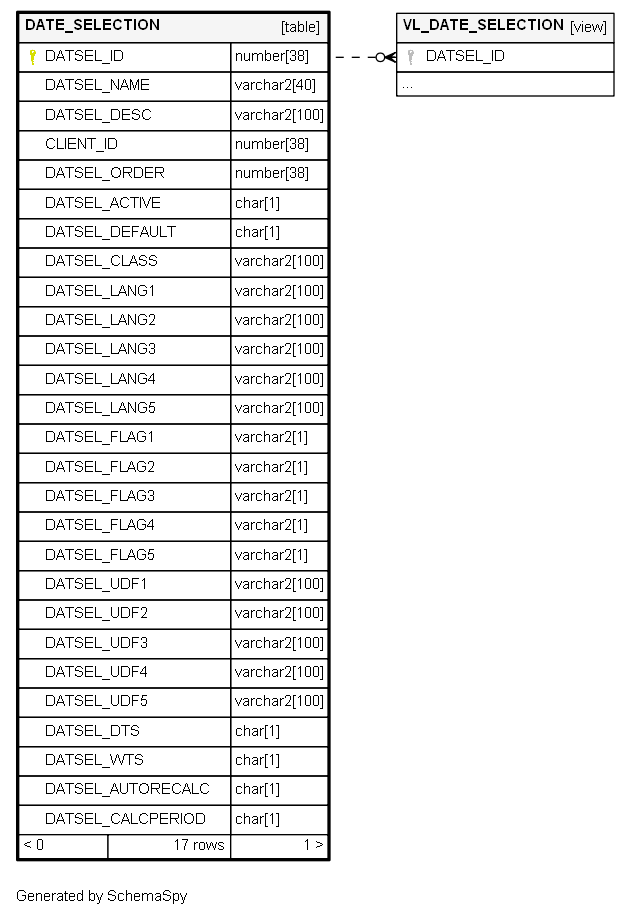 DATE_SELECTION [table]
DATSEL_ID number[38]
DATSEL_NAME varchar2[40]
DATSEL_DESC varchar2[100]
CLIENT_ID number[38]
DATSEL_ORDER number[38]
DATSEL_ACTIVE char[1]
DATSEL_DEFAULT char[1]
DATSEL_CLASS varchar2[100]
DATSEL_LANG1 varchar2[100]
DATSEL_LANG2 varchar2[100]
DATSEL_LANG3 varchar2[100]
DATSEL_LANG4 varchar2[100]
DATSEL_LANG5 varchar2[100]
DATSEL_FLAG1 varchar2[1]
DATSEL_FLAG2 varchar2[1]
DATSEL_FLAG3 varchar2[1]
DATSEL_FLAG4 varchar2[1]
DATSEL_FLAG5 varchar2[1]
DATSEL_UDF1 varchar2[100]
DATSEL_UDF2 varchar2[100]
DATSEL_UDF3 varchar2[100]
DATSEL_UDF4 varchar2[100]
DATSEL_UDF5 varchar2[100]
DATSEL_DTS char[1]
DATSEL_WTS char[1]
DATSEL_AUTORECALC char[1]
DATSEL_CALCPERIOD char[1]
< 0 17 rows 1 >
VL_DATE_SELECTION [view]
DATSEL_ID
...
Generated by SchemaSpy